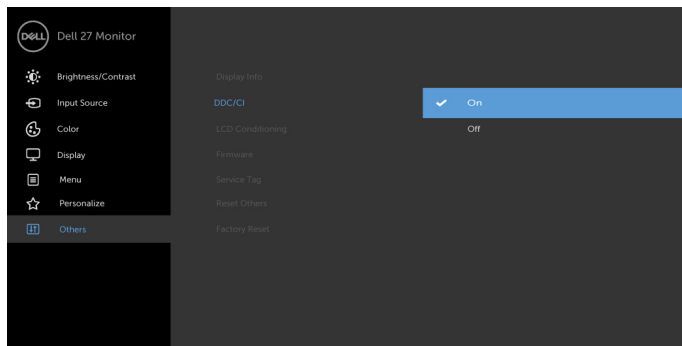 DELL Dell 27 Monitor
Brightness/Contrast
Input Source
Color
Display
Menu
Personalize
Others
Display Info
DDC/CI
LCD Conditioning
Firmware
Service Tag
Reset Others
Factory Reset
On
Off